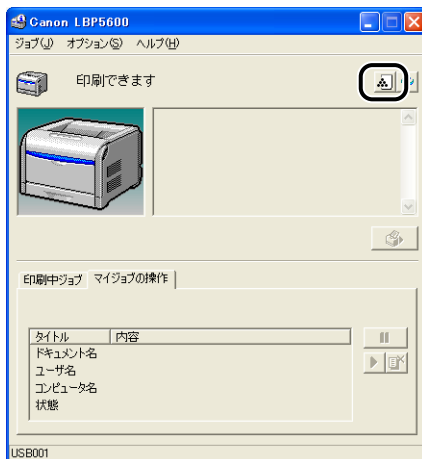 Canon LBP5600
ジョブ(J) オプション(S) ヘルプ(H)
印刷できます
印刷中ジョブ マイジョブの操作
タイトル 内容
ドキュメント名
ユーザ名
コンピュータ名
状態
USB001